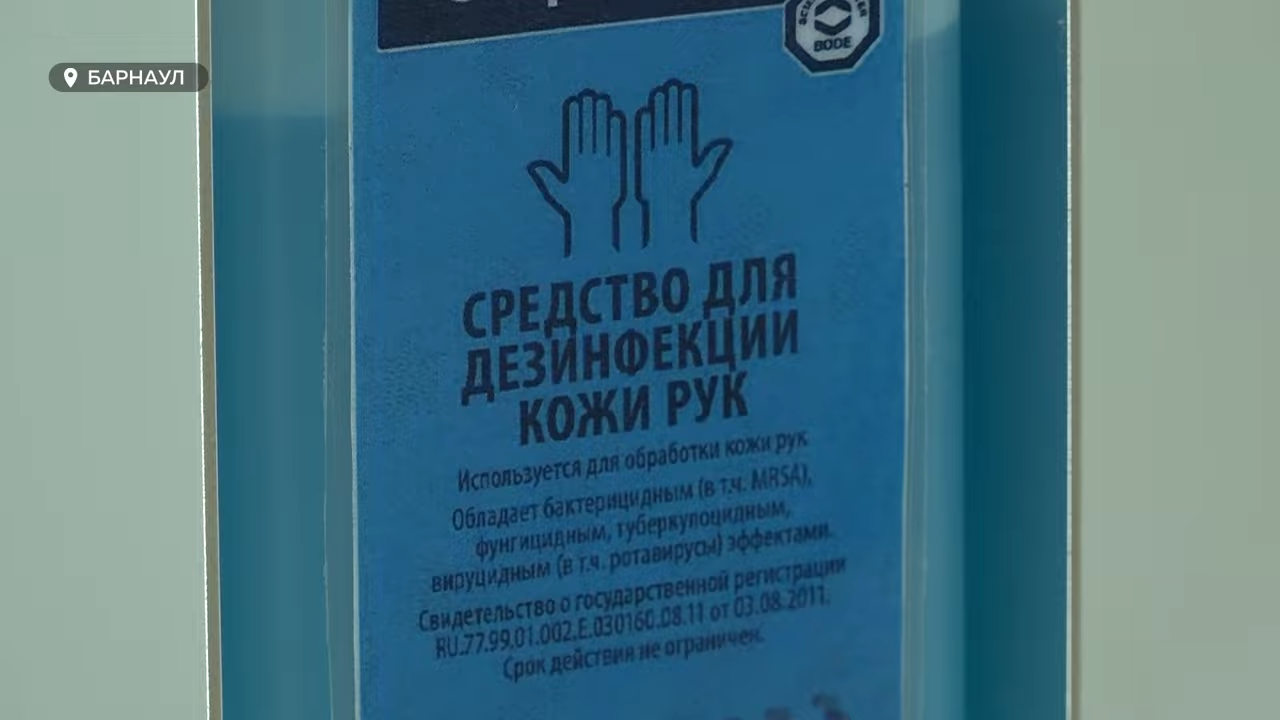 БАРНАУЛ
BODE
СРЕДСТВО ДЛЯ
ДЕЗИНФЕКЦИИ
КОЖИ РУК
Используется для обработки кожи рук
Обладает бактерицидным (в т.ч. MRSA),
фунгицидным, туберкулоцидным,
вируцидным (в т.ч. ротавирусы) эффектами.
Свидетельство о государственной регистрации
RU.77.99.01.002.Е.030160.08.11 от 03.08.2011.
Срок действия не ограничен.